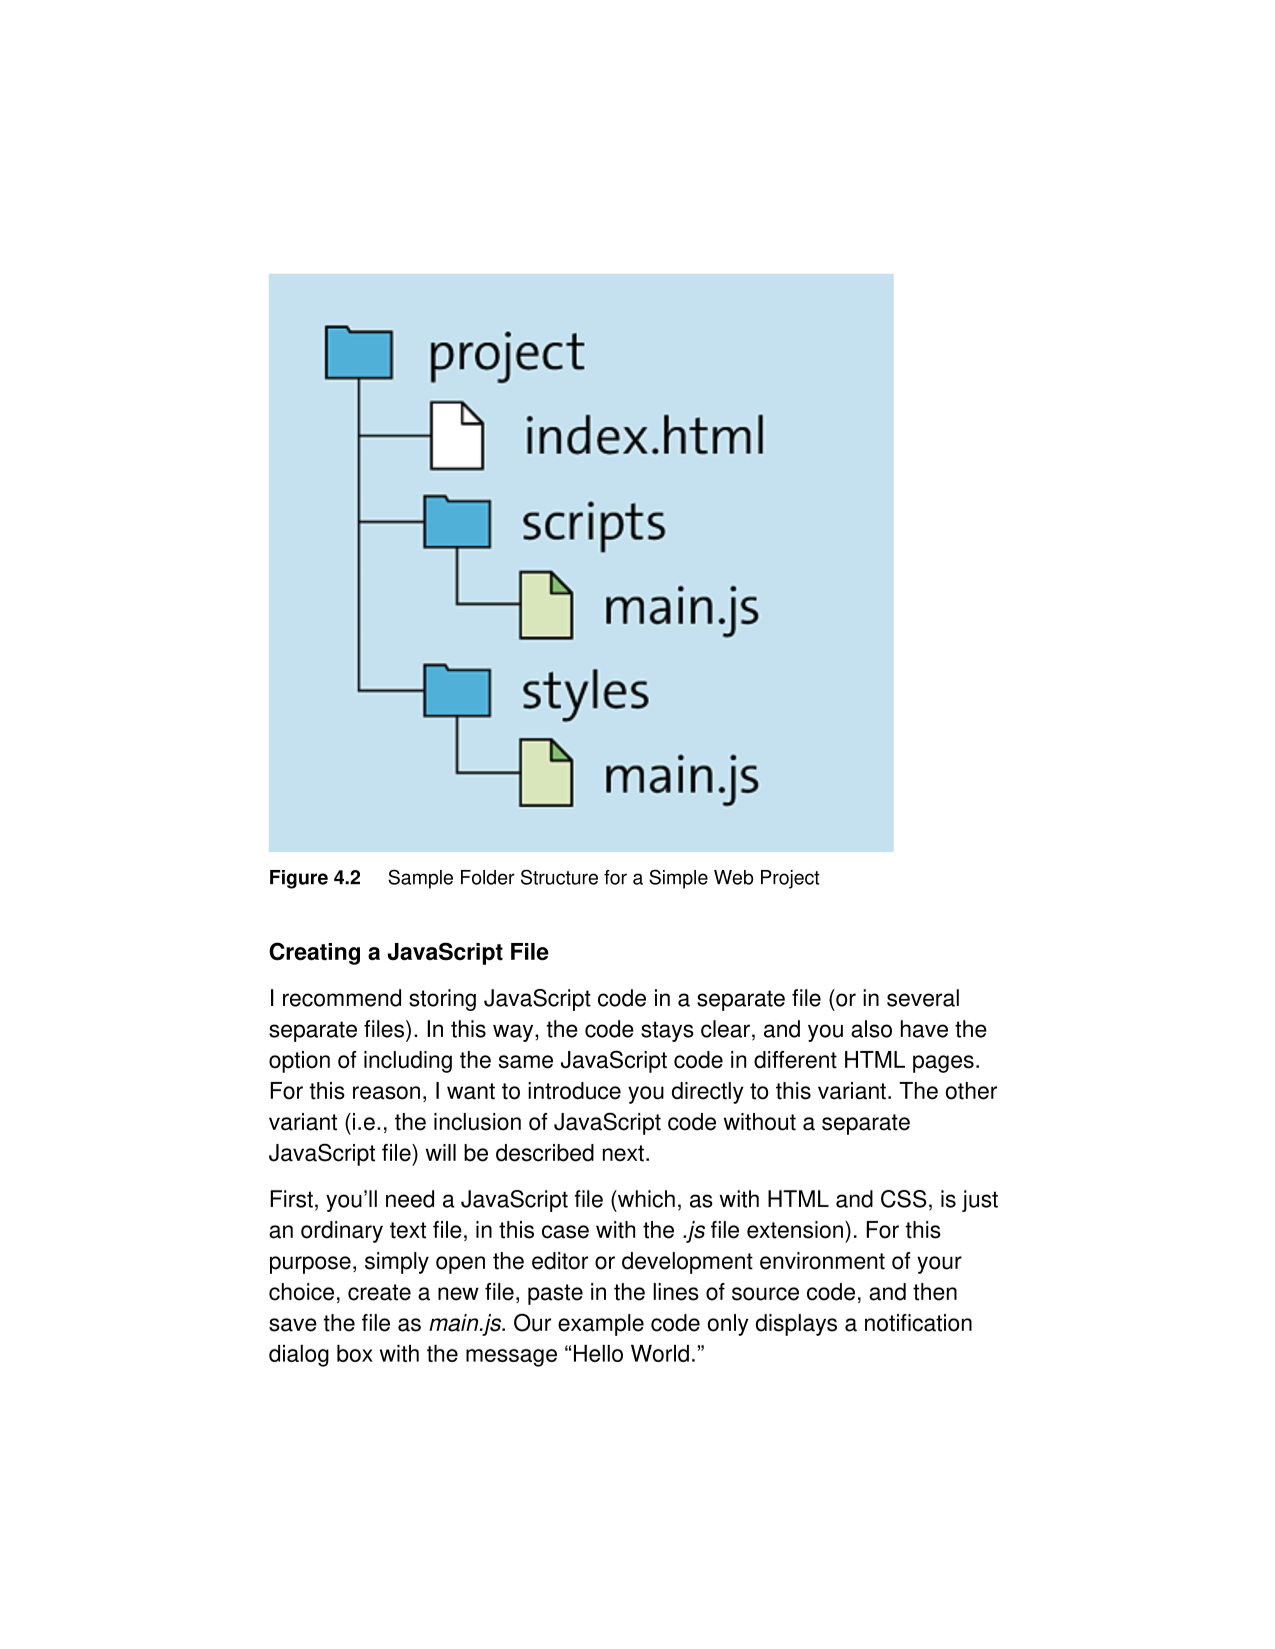 project
index.html
scripts
main.js
styles
main.js
Figure 4.2 Sample Folder Structure for a Simple Web Project
Creating a JavaScript File
I recommend storing JavaScript code in a separate file (or in several
separate files). In this way, the code stays clear, and you also have the
option of including the same JavaScript code in different HTML pages.
For this reason, I want to introduce you directly to this variant. The other
variant (i.e., the inclusion of JavaScript code without a separate
JavaScript file) will be described next.
First, you’ll need a JavaScript file (which, as with HTML and CSS, is just
an ordinary text file, in this case with the .js file extension). For this
purpose, simply open the editor or development environment of your
choice, create a new file, paste in the lines of source code, and then
save the file as main.js. Our example code only displays a notification
dialog box with the message “Hello World.”